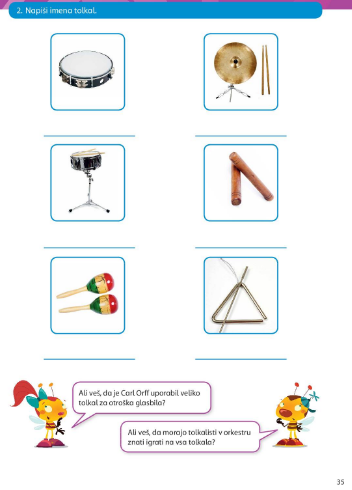 2. Napiši imena tolkal.
Ali veš, da je Carl Orff uporabil veliko
tolkal za otroška glasbila?
Ali veš, da morajo tolkalisti v orkestru
znati igrati na vsa tolkala?
35